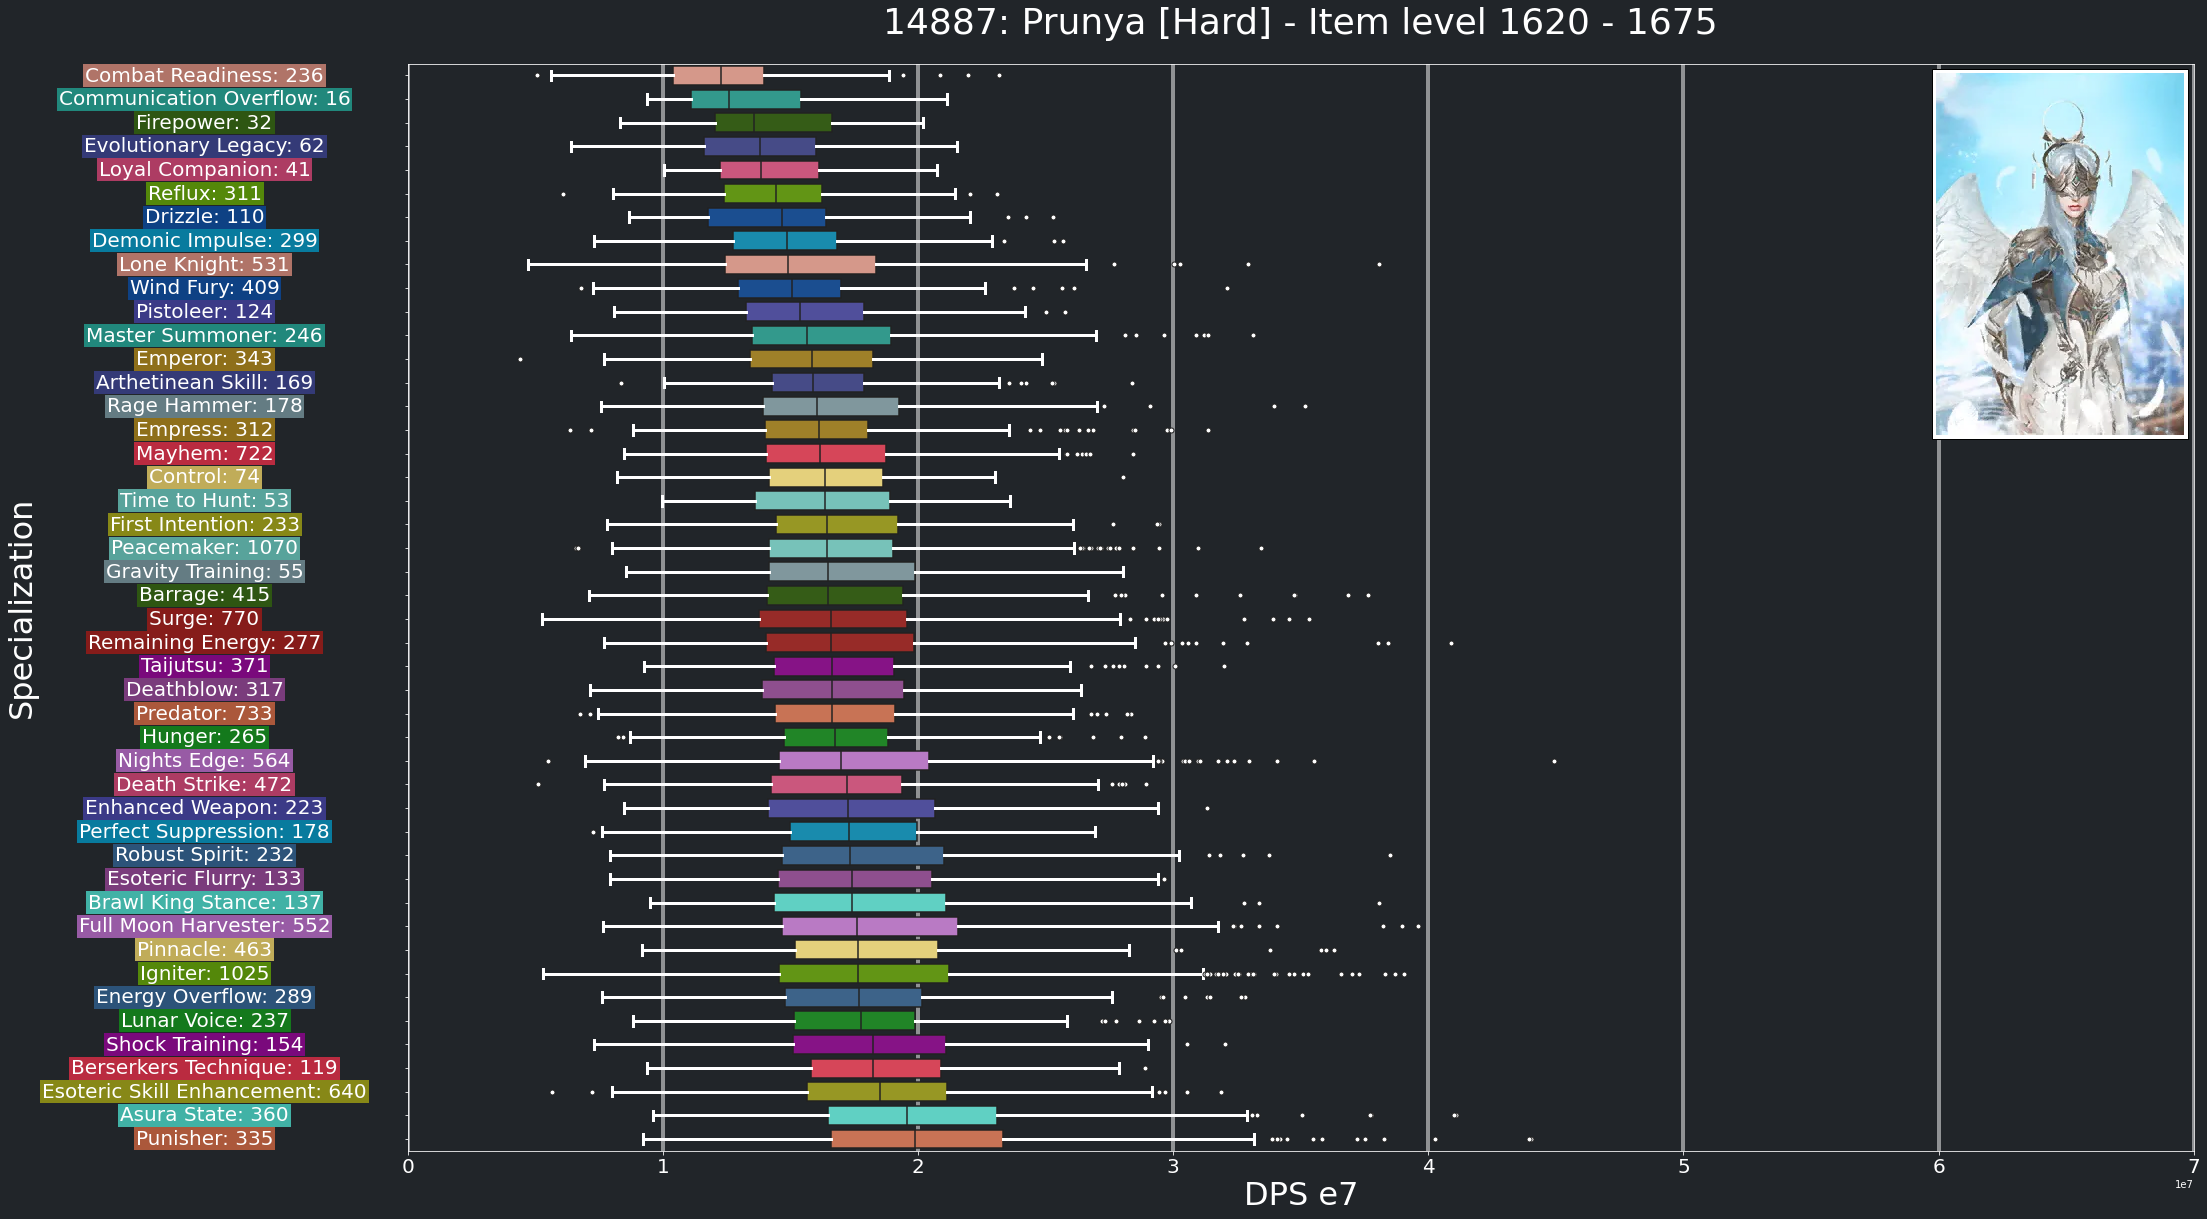 14887: Prunya [Hard] - Item level 1620 - 1675
Combat Readiness: 236
Communication Overflow: 16
Firepower: 32
Evolutionary Legacy: 62
Loyal Companion: 41
Reflux: 311
Drizzle: 110
Demonic Impulse: 299
Lone Knight: 531
Wind Fury: 409
Pistoleer: 124
Master Summoner: 246
Emperor: 343
Arthetinean Skill: 169
Rage Hammer: 178
Empress: 312
Mayhem: 722
Control: 74
Time to Hunt: 53
First Intention: 233
Peacemaker: 1070
Gravity Training: 55
Barrage: 415
Surge: 770
Remaining Energy: 277
Taijutsu: 371
Deathblow: 317
Predator: 733
Hunger: 265
Nights Edge: 564
Death Strike: 472
Enhanced Weapon: 223
Perfect Suppression: 178
Robust Spirit: 232
Esoteric Flurry: 133
Brawl King Stance: 137
Full Moon Harvester: 552
Pinnacle: 463
Igniter: 1025
Energy Overflow: 289
Lunar Voice: 237
Shock Training: 154
Berserkers Technique: 119
Esoteric Skill Enhancement: 640
Asura State: 360
Punisher: 335
Specialization
0 1 2 3 4 5 6 7
1e7
DPS e7